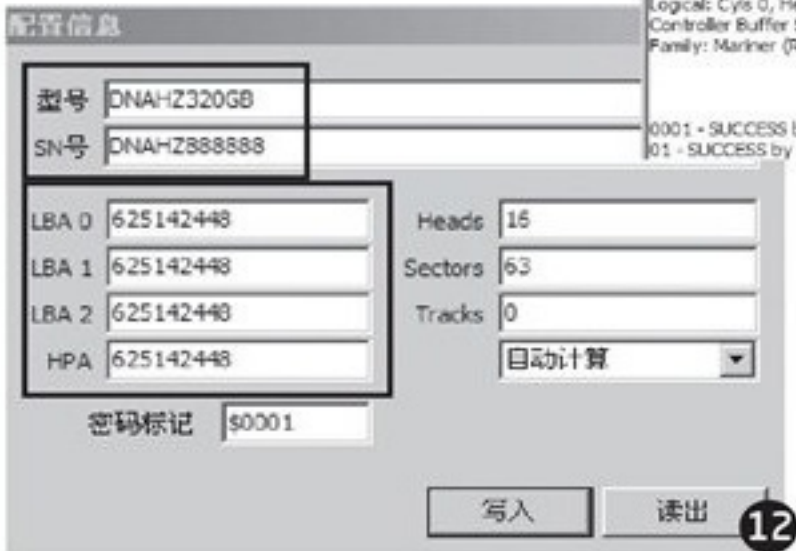 配置信息
Logical: Cyls 0, He
Controller Buffer
Family: Mariner (R
0001 - SUCCESS b
01 - SUCCESS by
型号 DNAHZ320GB
SN号 DNAHZ888888
LBA 0 625142448 Heads 16
LBA 1 625142448 Sectors 63
LBA 2 625142448 Tracks 0
HPA 625142448 自动计算
密码标记 $0001
写入 读出
12